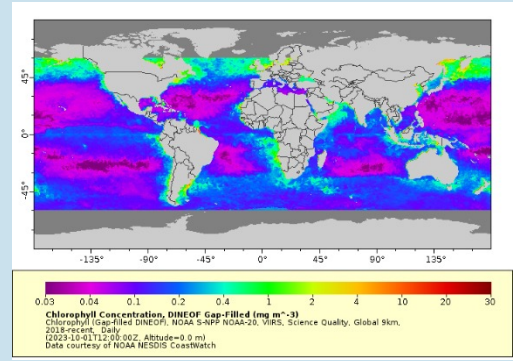 45°
0°
-45°
-135° -90° -45° 0° 45° 90° 135°
0.03 0.04 0.1 0.2 0.4 1 2 4 10 20 30
Chlorophyll Concentration, DINEOF Gap-Filled (mg m^-3)
Chlorophyll (Gap-filled DINEOF), NOAA S-NPP NOAA-20, VIIRS, Science Quality, Global 9km,
2018-recent, Daily
(2023-10-01T12:00:00Z, Altitude=0.0 m)
Data courtesy of NOAA NESDIS CoastWatch